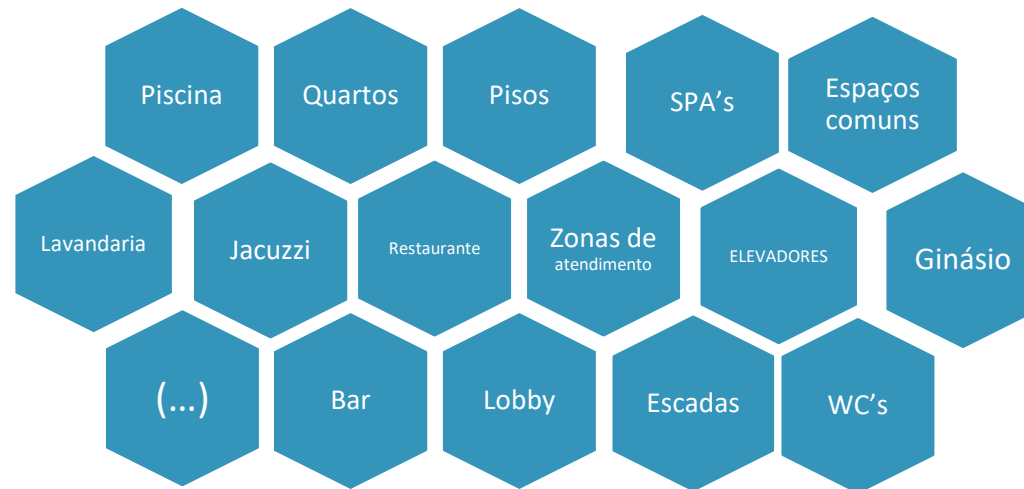 Piscina
Quartos
Pisos
SPA’s
Espaços
comuns
Lavandaria
Jacuzzi
Restaurante
Zonas de
atendimento
ELEVADORES
Ginásio
(...)
Bar
Lobby
Escadas
WC’s